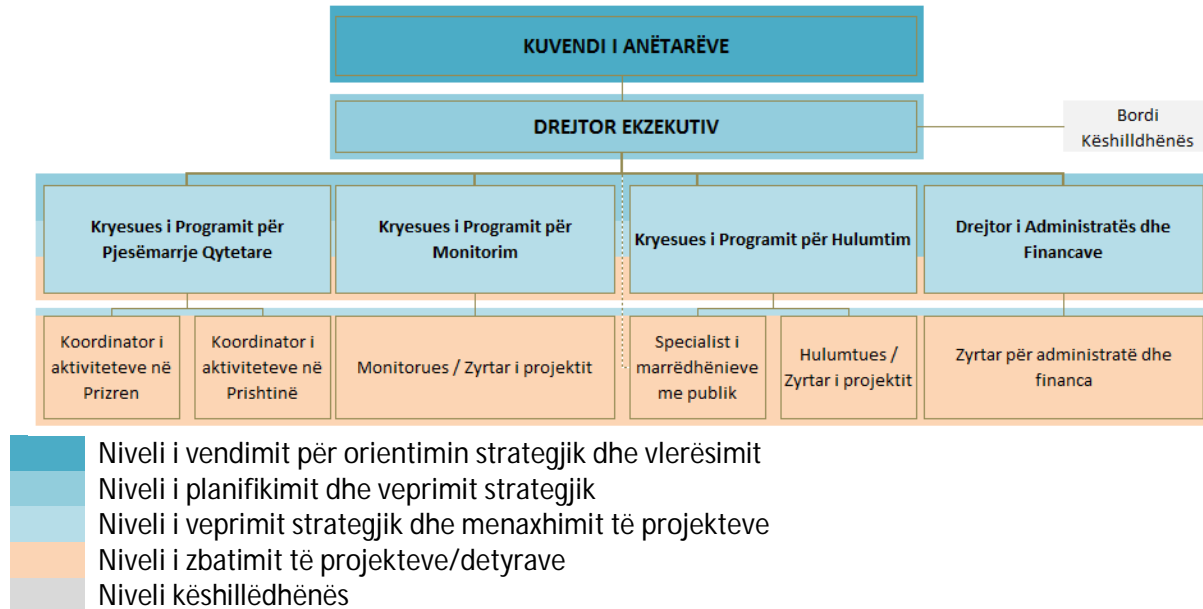 KUVENDI I ANËTARËVE
DREJTOR EKZEKUTIV
Bordi
Këshilldhënës
Kryesues i Programit për
Pjesëmarrje Qytetare
Kryesues i Programit për
Monitorim
Kryesues i Programit për Hulumtim
Drejtor i Administratës dhe
Financave
Koordinator i
aktiviteteve në
Prizren
Koordinator i
aktiviteteve në
Prishtinë
Monitorues / Zyrtar i projektit
Specialist i
marrëdhënieve
me publik
Hulumtues /
Zyrtar i projektit
Zyrtar për administratë dhe
financa
Niveli i vendimit për orientimin strategjik dhe vlerësimit
Niveli i planifikimit dhe veprimit strategjik
Niveli i veprimit strategjik dhe menaxhimit të projekteve
Niveli i zbatimit të projekteve/detyrave
Niveli këshillëdhënës